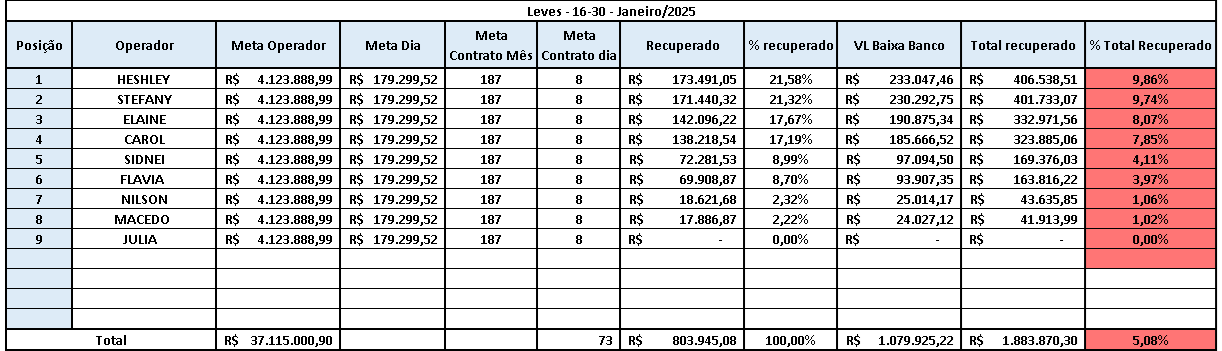 Leves - 16-30 - Janeiro/2025
Posição Operador Meta Operador Meta Dia Meta Contrato Mês Meta Contrato dia Recuperado % recuperado VL Baixa Banco Total recuperado % Total Recuperado
1 HESHLEY R$ 4.123.888,99 R$ 179.299,52 187 8 R$ 173.491,05 21,58% R$ 233.047,46 R$ 406.538,51 9,86%
2 STEFANY R$ 4.123.888,99 R$ 179.299,52 187 8 R$ 171.440,32 21,32% R$ 230.292,75 R$ 401.733,07 9,74%
3 ELAINE R$ 4.123.888,99 R$ 179.299,52 187 8 R$ 142.096,22 17,67% R$ 190.875,34 R$ 332.971,56 8,07%
4 CAROL R$ 4.123.888,99 R$ 179.299,52 187 8 R$ 138.218,54 17,19% R$ 185.666,52 R$ 323.885,06 7,85%
5 SIDNEI R$ 4.123.888,99 R$ 179.299,52 187 8 R$ 72.281,53 8,99% R$ 97.094,50 R$ 169.376,03 4,11%
6 FLAVIA R$ 4.123.888,99 R$ 179.299,52 187 8 R$ 69.908,87 8,70% R$ 93.907,35 R$ 163.816,22 3,97%
7 NILSON R$ 4.123.888,99 R$ 179.299,52 187 8 R$ 18.621,68 2,32% R$ 25.014,17 R$ 43.635,85 1,06%
8 MACEDO R$ 4.123.888,99 R$ 179.299,52 187 8 R$ 17.886,87 2,22% R$ 24.027,12 R$ 41.913,99 1,02%
9 JULIA R$ 4.123.888,99 R$ 179.299,52 187 8 R$ - 0,00% R$ - R$ - 0,00%
Total R$ 37.115.000,90 73 R$ 803.945,08 100,00% R$ 1.079.925,22 R$ 1.883.870,30 5,08%